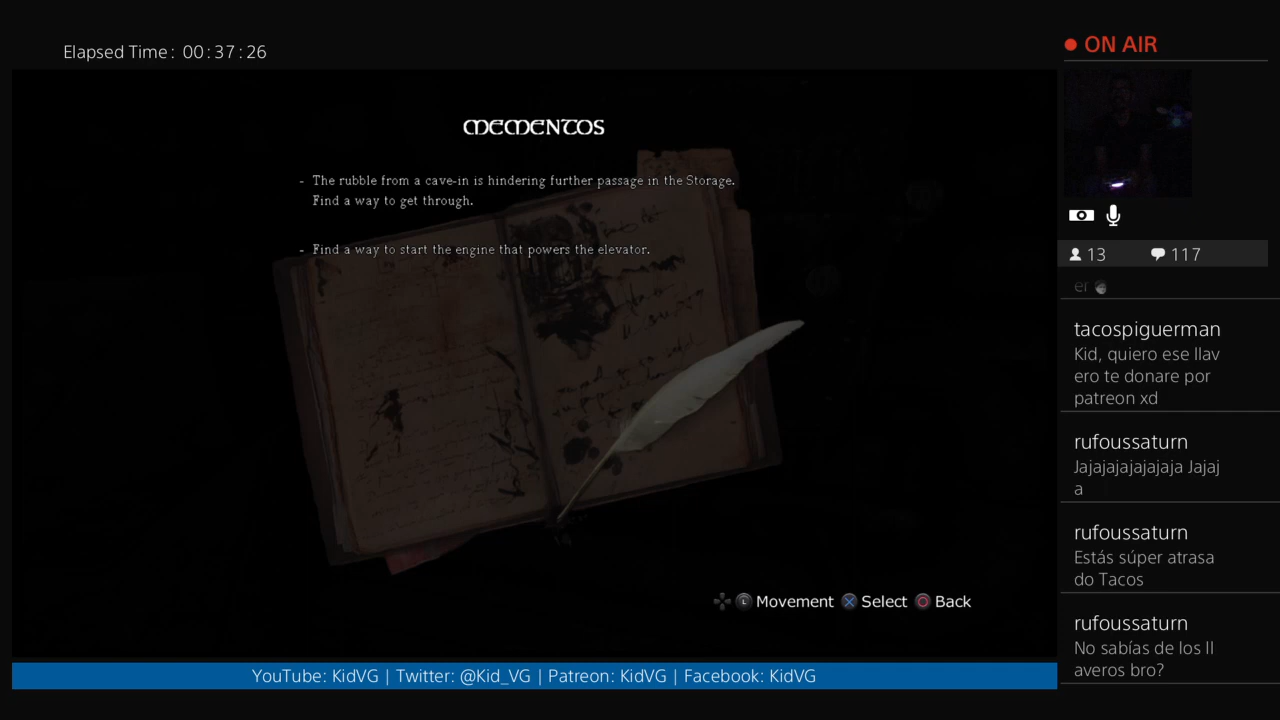 Elapsed Time: 00:37:26
ON AIR
MEMENTOS
- The rubble from a cave-in is hindering further passage in the Storage.
Find a way to get through.
- Find a way to start the engine that powers the elevator.
Movement Select Back
YouTube: KidVG | Twitter: @Kid_VG | Patreon: KidVG | Facebook: KidVG
13 117
er
tacospiguerman
Kid, quiero ese llav
ero te donare por
patreon xd
rufoussaturn
Jajajajajajajaja Jajaj
a
rufoussaturn
Estás súper atrasa
do Tacos
rufoussaturn
No sabías de los ll
averos bro?